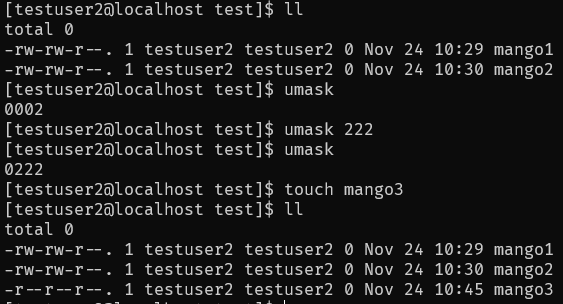 [testuser2@localhost test]$ ll
total 0
-rw-rw-r--. 1 testuser2 testuser2 0 Nov 24 10:29 mango1
-rw-rw-r--. 1 testuser2 testuser2 0 Nov 24 10:30 mango2
[testuser2@localhost test]$ umask
0002
[testuser2@localhost test]$ umask 222
[testuser2@localhost test]$ umask
0222
[testuser2@localhost test]$ touch mango3
[testuser2@localhost test]$ ll
total 0
-rw-rw-r--. 1 testuser2 testuser2 0 Nov 24 10:29 mango1
-rw-rw-r--. 1 testuser2 testuser2 0 Nov 24 10:30 mango2
-r--r--r--. 1 testuser2 testuser2 0 Nov 24 10:45 mango3